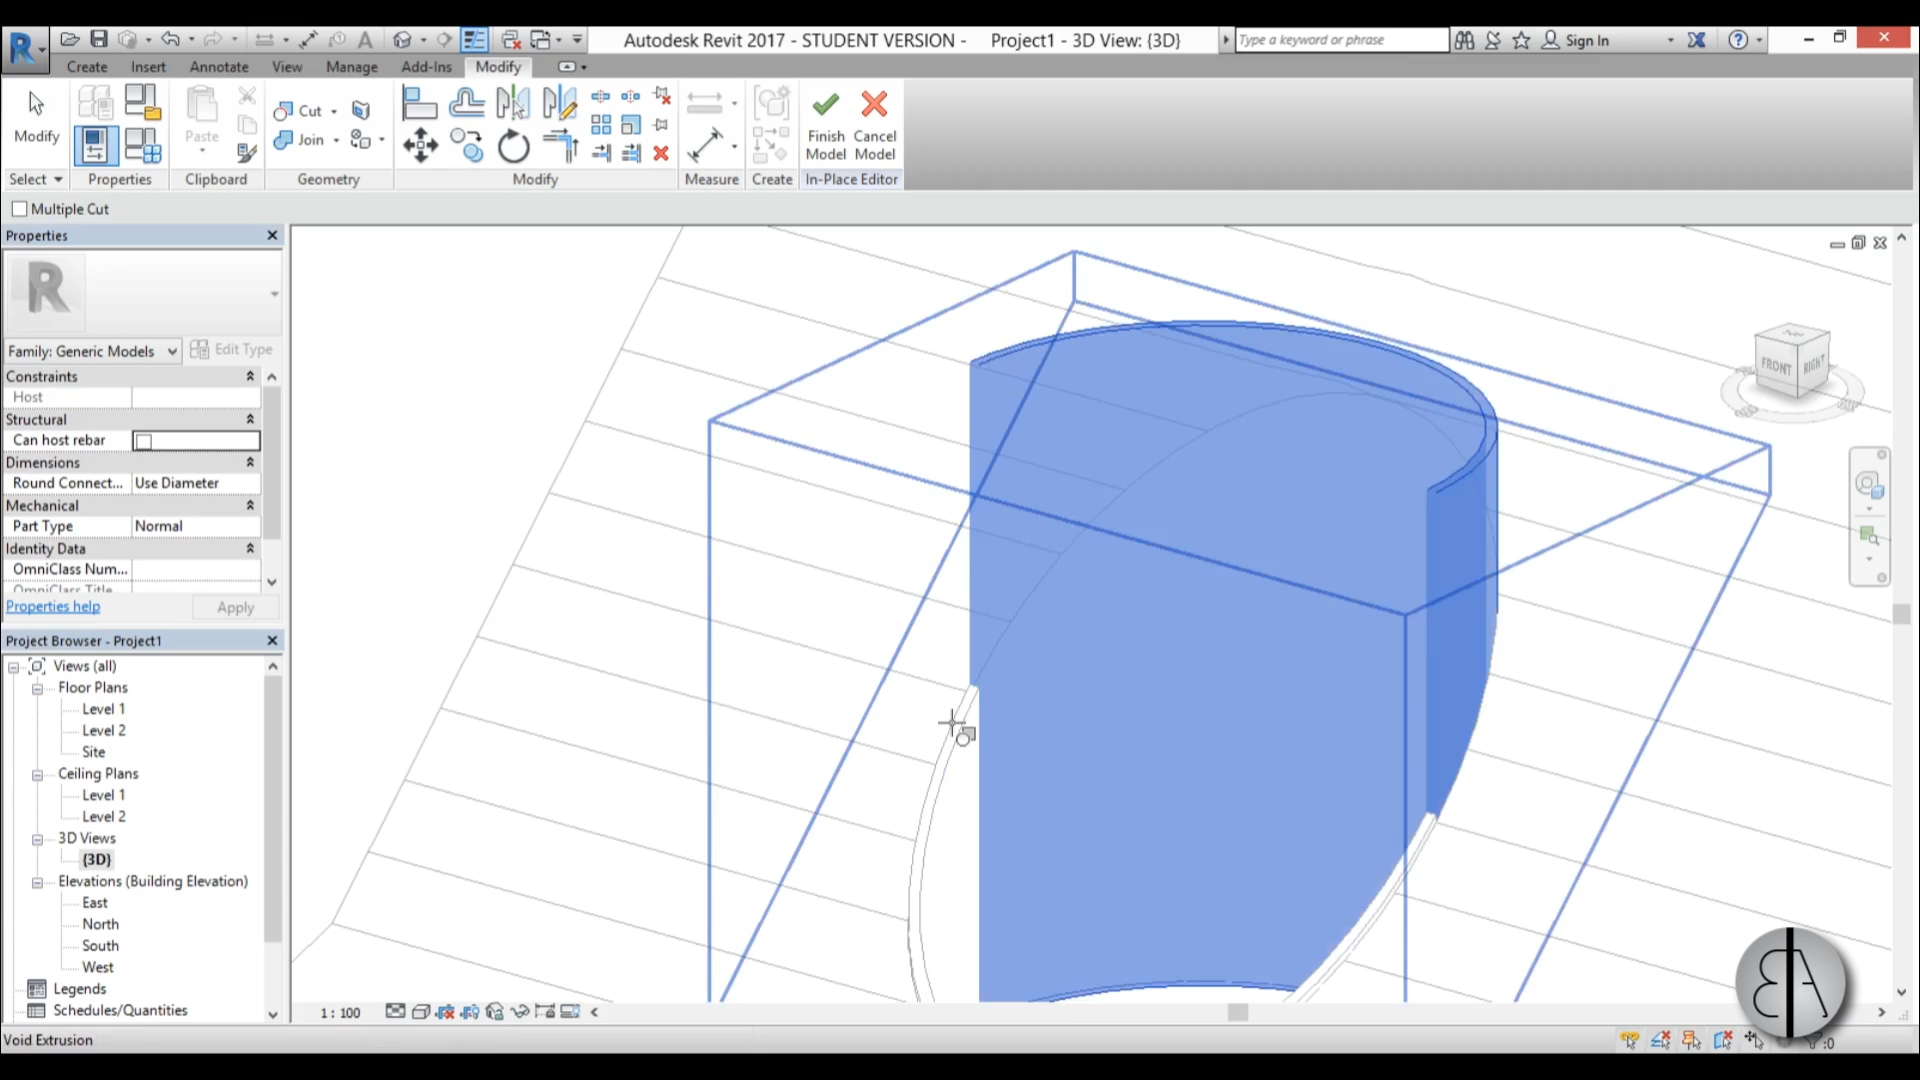 Autodesk Revit 2017 - STUDENT VERSION - Project1 - 3D View: {3D}
Type a keyword or phrase
Sign In
Create Insert Annotate View Manage Add-Ins Modify
Modify
Paste
Cut
Join
Finish Model
Cancel Model
Select Properties Clipboard Geometry Modify Measure Create In-Place Editor
Multiple Cut
Properties
R
Family: Generic Models
Edit Type
Constraints
Host
Structural
Can host rebar
Dimensions
Round Connect... Use Diameter
Mechanical
Part Type Normal
Identity Data
OmniClass Num...
OmniClass Title
Properties help
Apply
Project Browser - Project1
Views (all)
Floor Plans
Level 1
Level 2
Site
Ceiling Plans
Level 1
Level 2
3D Views
{3D}
Elevations (Building Elevation)
East
North
South
West
Legends
Schedules/Quantities
FRONT
RIGHT
1 : 100
Void Extrusion
:0